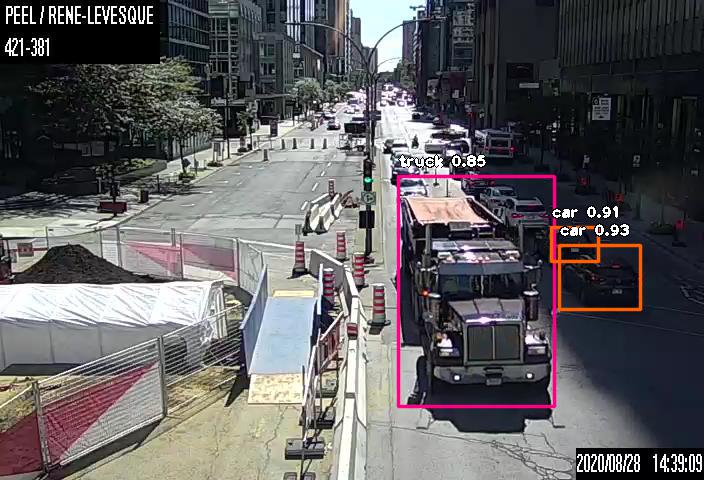 PEEL / RENE-LEVESQUE
421-381
truck 0.85
car 0.91
car 0.93
2020/08/28 14:39:09